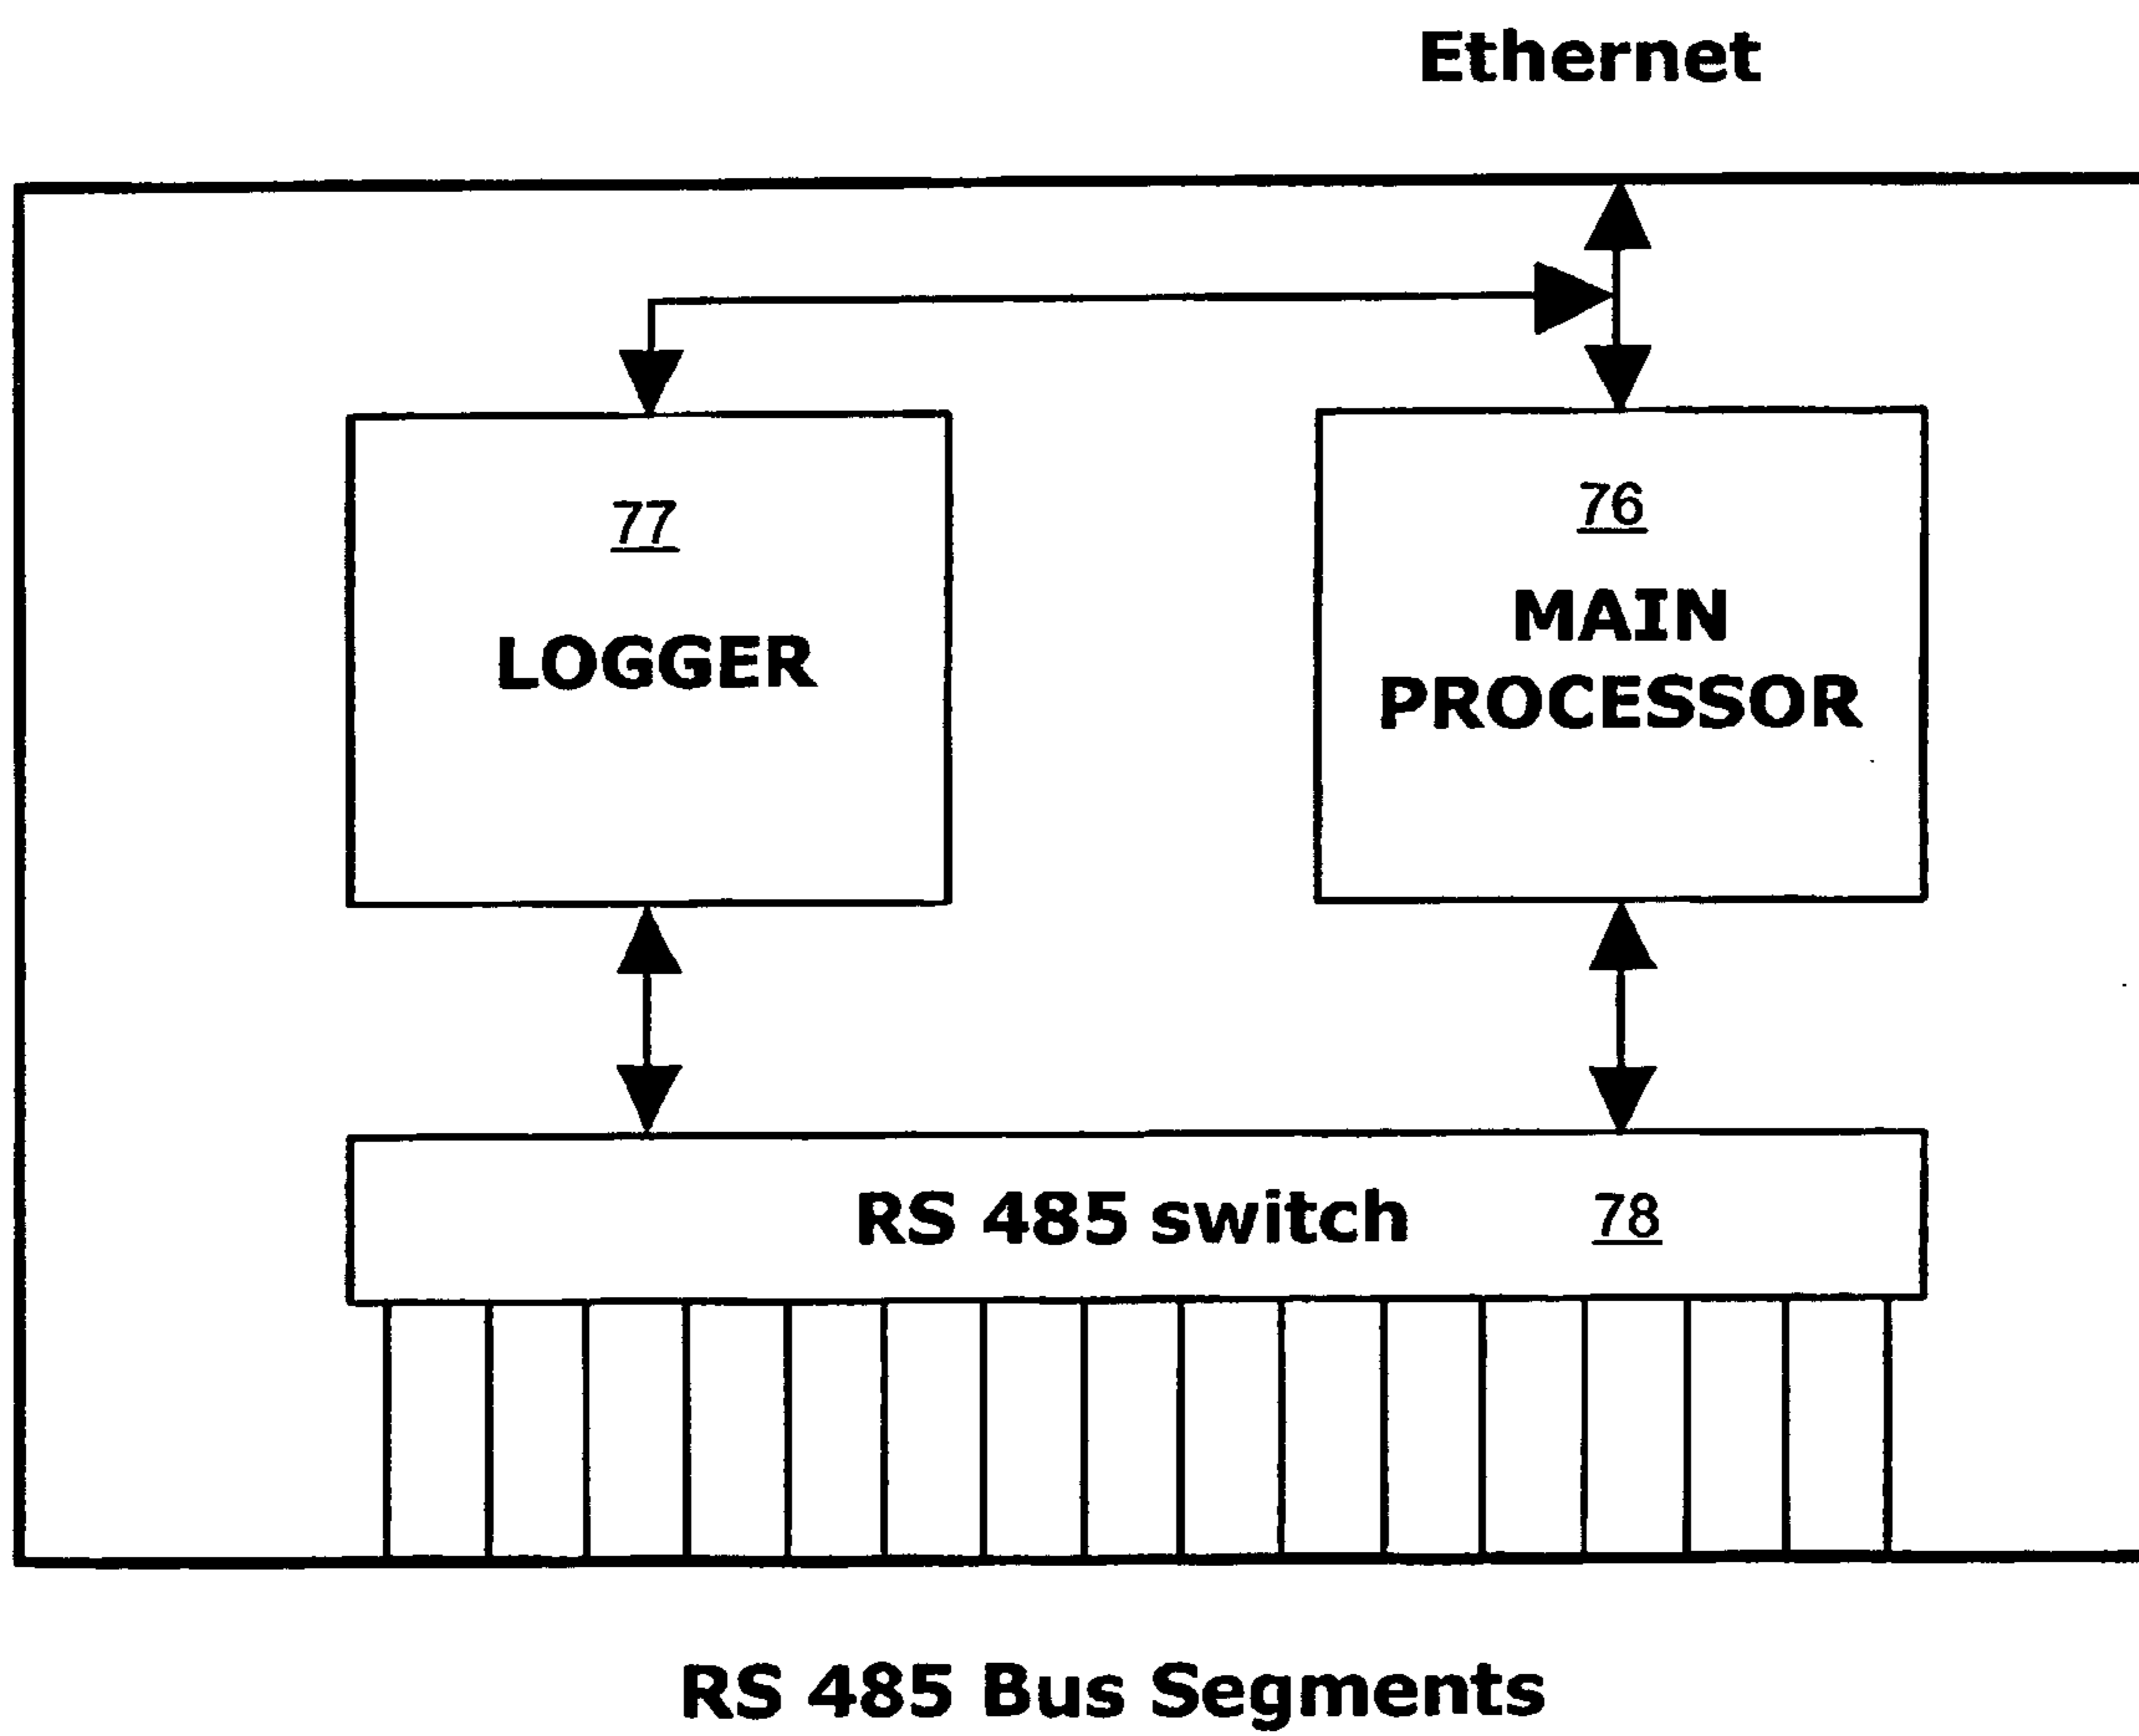 Ethernet
77
LOGGER
76
MAIN
PROCESSOR
RS 485 switch 78
RS 485 Bus Segments